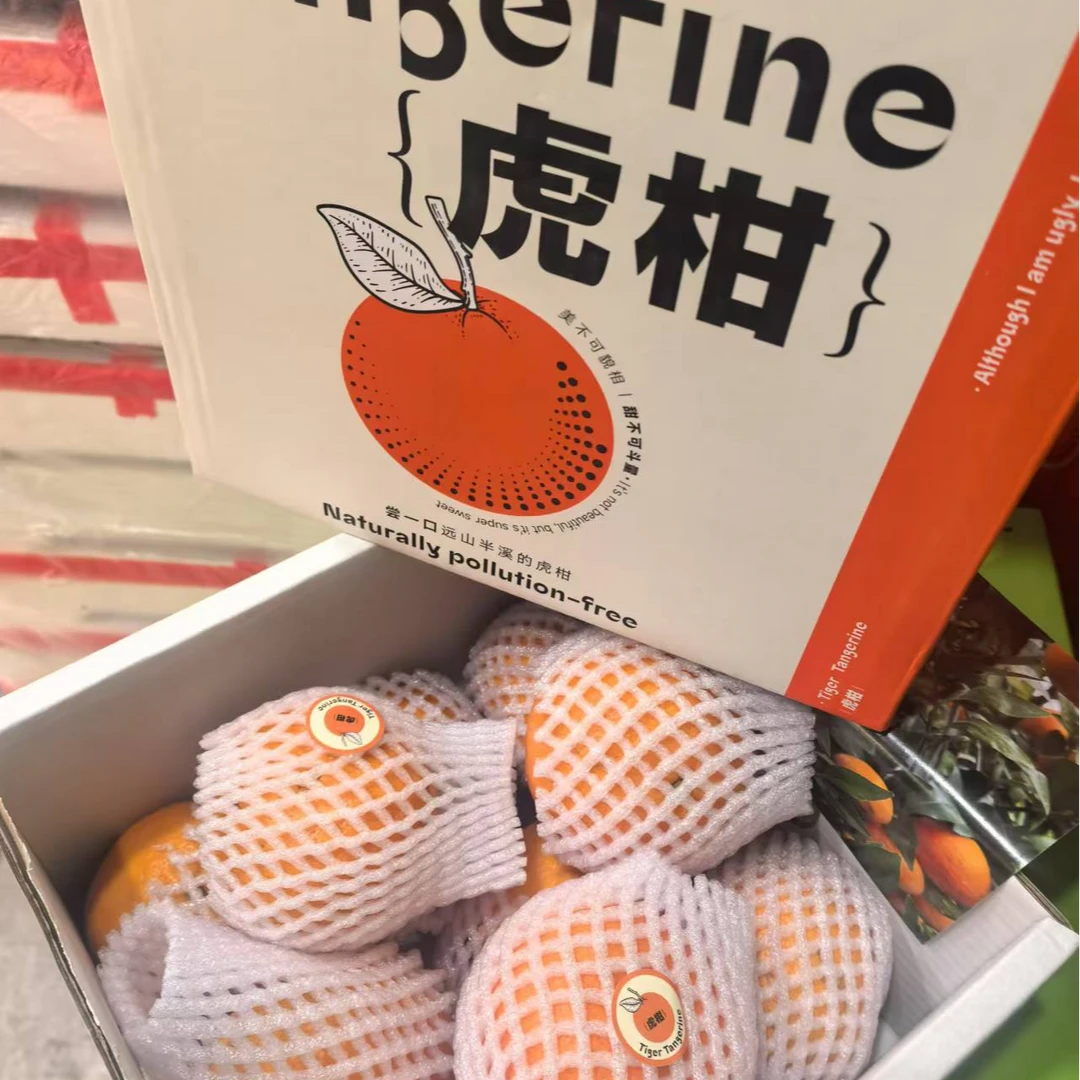 ngerine
{虎柑}
美不可貌相 | 甜不可斗量 · It's not beautiful, but it's super sweet
尝一口远山半溪的虎柑
Naturally pollution-free
· Although I am ugly, I
· Tiger Tangerine
{虎柑}
Tiger Tangerine
虎柑
{虎柑}
Tiger Tangerine